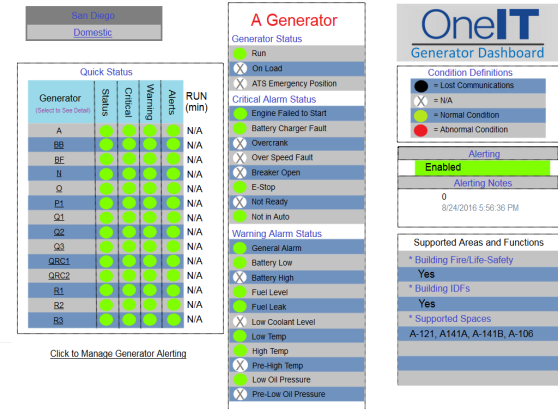 San Diego
Domestic
Quick Status
Generator
(Select to See Detail)
Status
Critical
Warning
Alerts
RUN
(min)
A N/A
BB N/A
BF N/A
N N/A
O N/A
P1 N/A
Q1 N/A
Q2 N/A
Q3 N/A
QRC1 N/A
QRC2 N/A
R1 N/A
R2 N/A
R3 N/A
Click to Manage Generator Alerting
A Generator
Generator Status
Run
X On Load
X ATS Emergency Position
Critical Alarm Status
Engine Failed to Start
Battery Charger Fault
X Overcrank
X Over Speed Fault
X Breaker Open
E-Stop
X Not Ready
Not in Auto
Warning Alarm Status
General Alarm
Battery Low
X Battery High
Fuel Level
Fuel Leak
X Low Coolant Level
Low Temp
High Temp
X Pre-High Temp
Low Oil Pressure
X Pre-Low Oil Pressure
OneIT
Generator Dashboard
Condition Definitions
= Lost Communications
X = N/A
= Normal Condition
= Abnormal Condition
Alerting
Enabled
Alerting Notes
0
8/24/2016 5:56:36 PM
Supported Areas and Functions
* Building Fire/Life-Safety
Yes
* Building IDFs
Yes
* Supported Spaces
A-121, A141A, A-141B, A-106